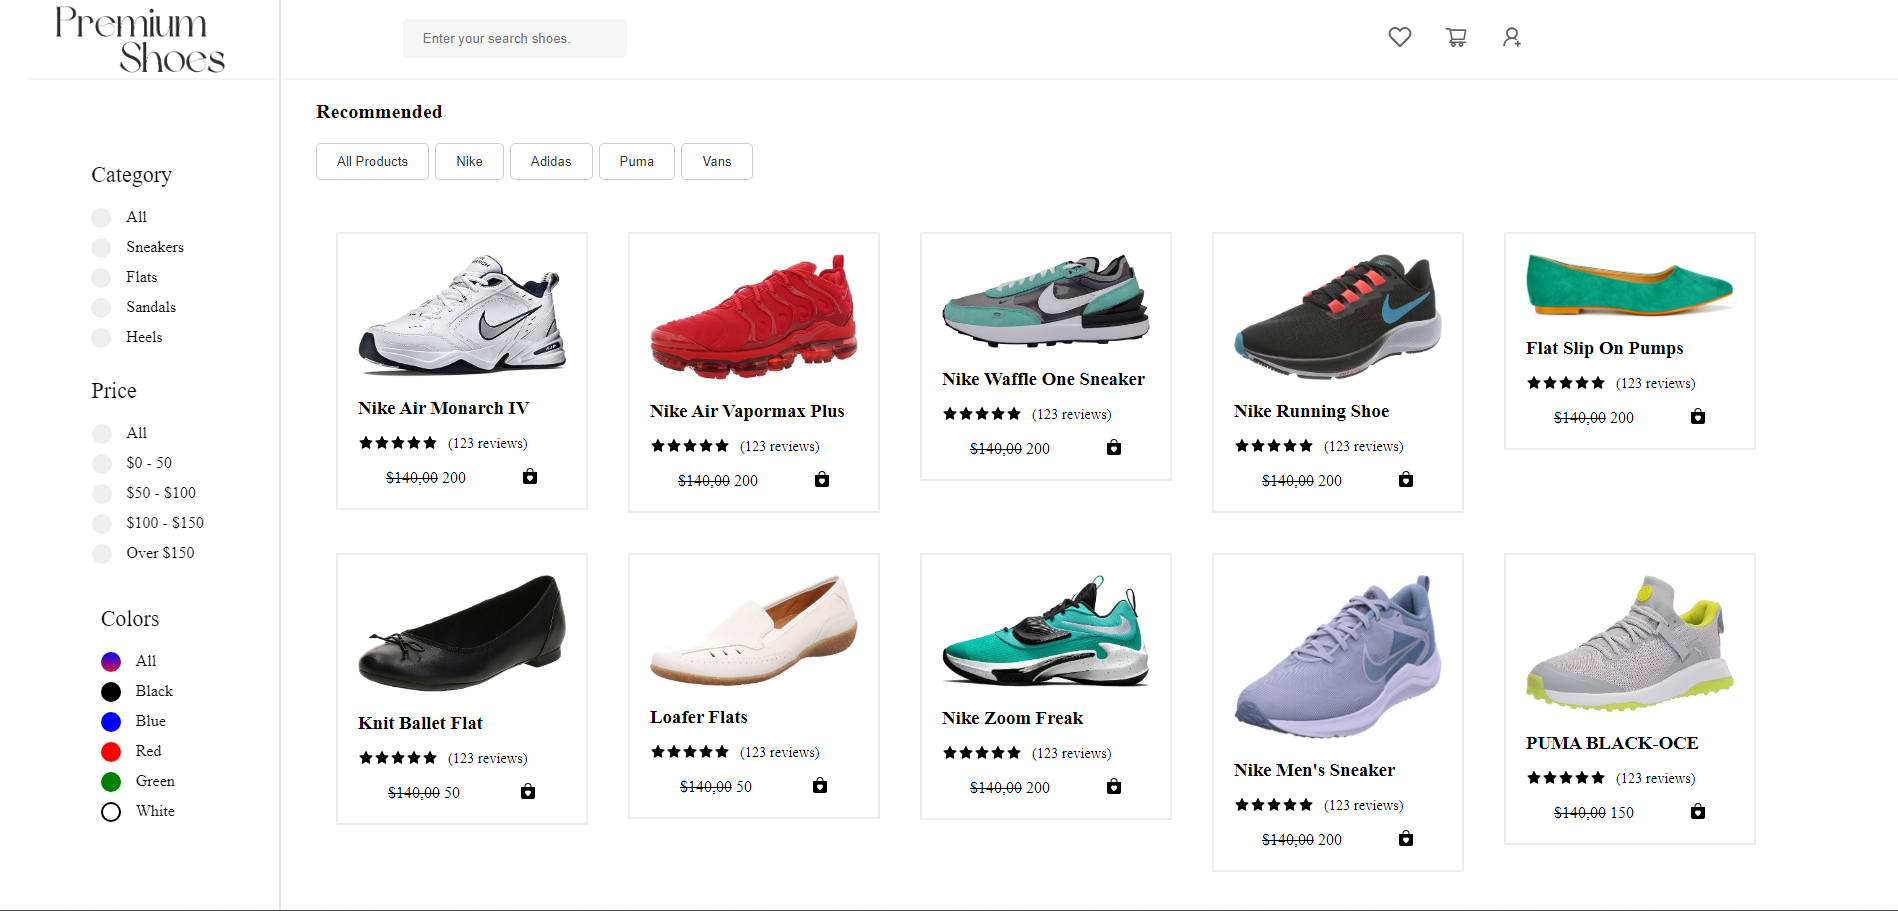 Premium
Shoes
Enter your search shoes.
Category
All
Sneakers
Flats
Sandals
Heels
Price
All
$0 - 50
$50 - $100
$100 - $150
Over $150
Colors
All
Black
Blue
Red
Green
White
Recommended
All Products
Nike
Adidas
Puma
Vans
Nike Air Monarch IV
(123 reviews)
$140,00 200
Nike Air Vapormax Plus
(123 reviews)
$140,00 200
Nike Waffle One Sneaker
(123 reviews)
$140,00 200
Nike Running Shoe
(123 reviews)
$140,00 200
Flat Slip On Pumps
(123 reviews)
$140,00 200
Knit Ballet Flat
(123 reviews)
$140,00 50
Loafer Flats
(123 reviews)
$140,00 50
Nike Zoom Freak
(123 reviews)
$140,00 200
Nike Men's Sneaker
(123 reviews)
$140,00 200
PUMA BLACK-OCE
(123 reviews)
$140,00 150